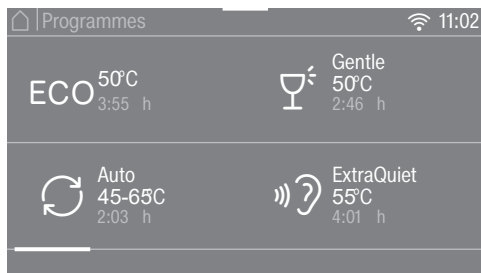 Programmes
11:02
ECO
50°C
3:55 h
Gentle
50°C
2:46 h
Auto
45-65°C
2:03 h
ExtraQuiet
55°C
4:01 h